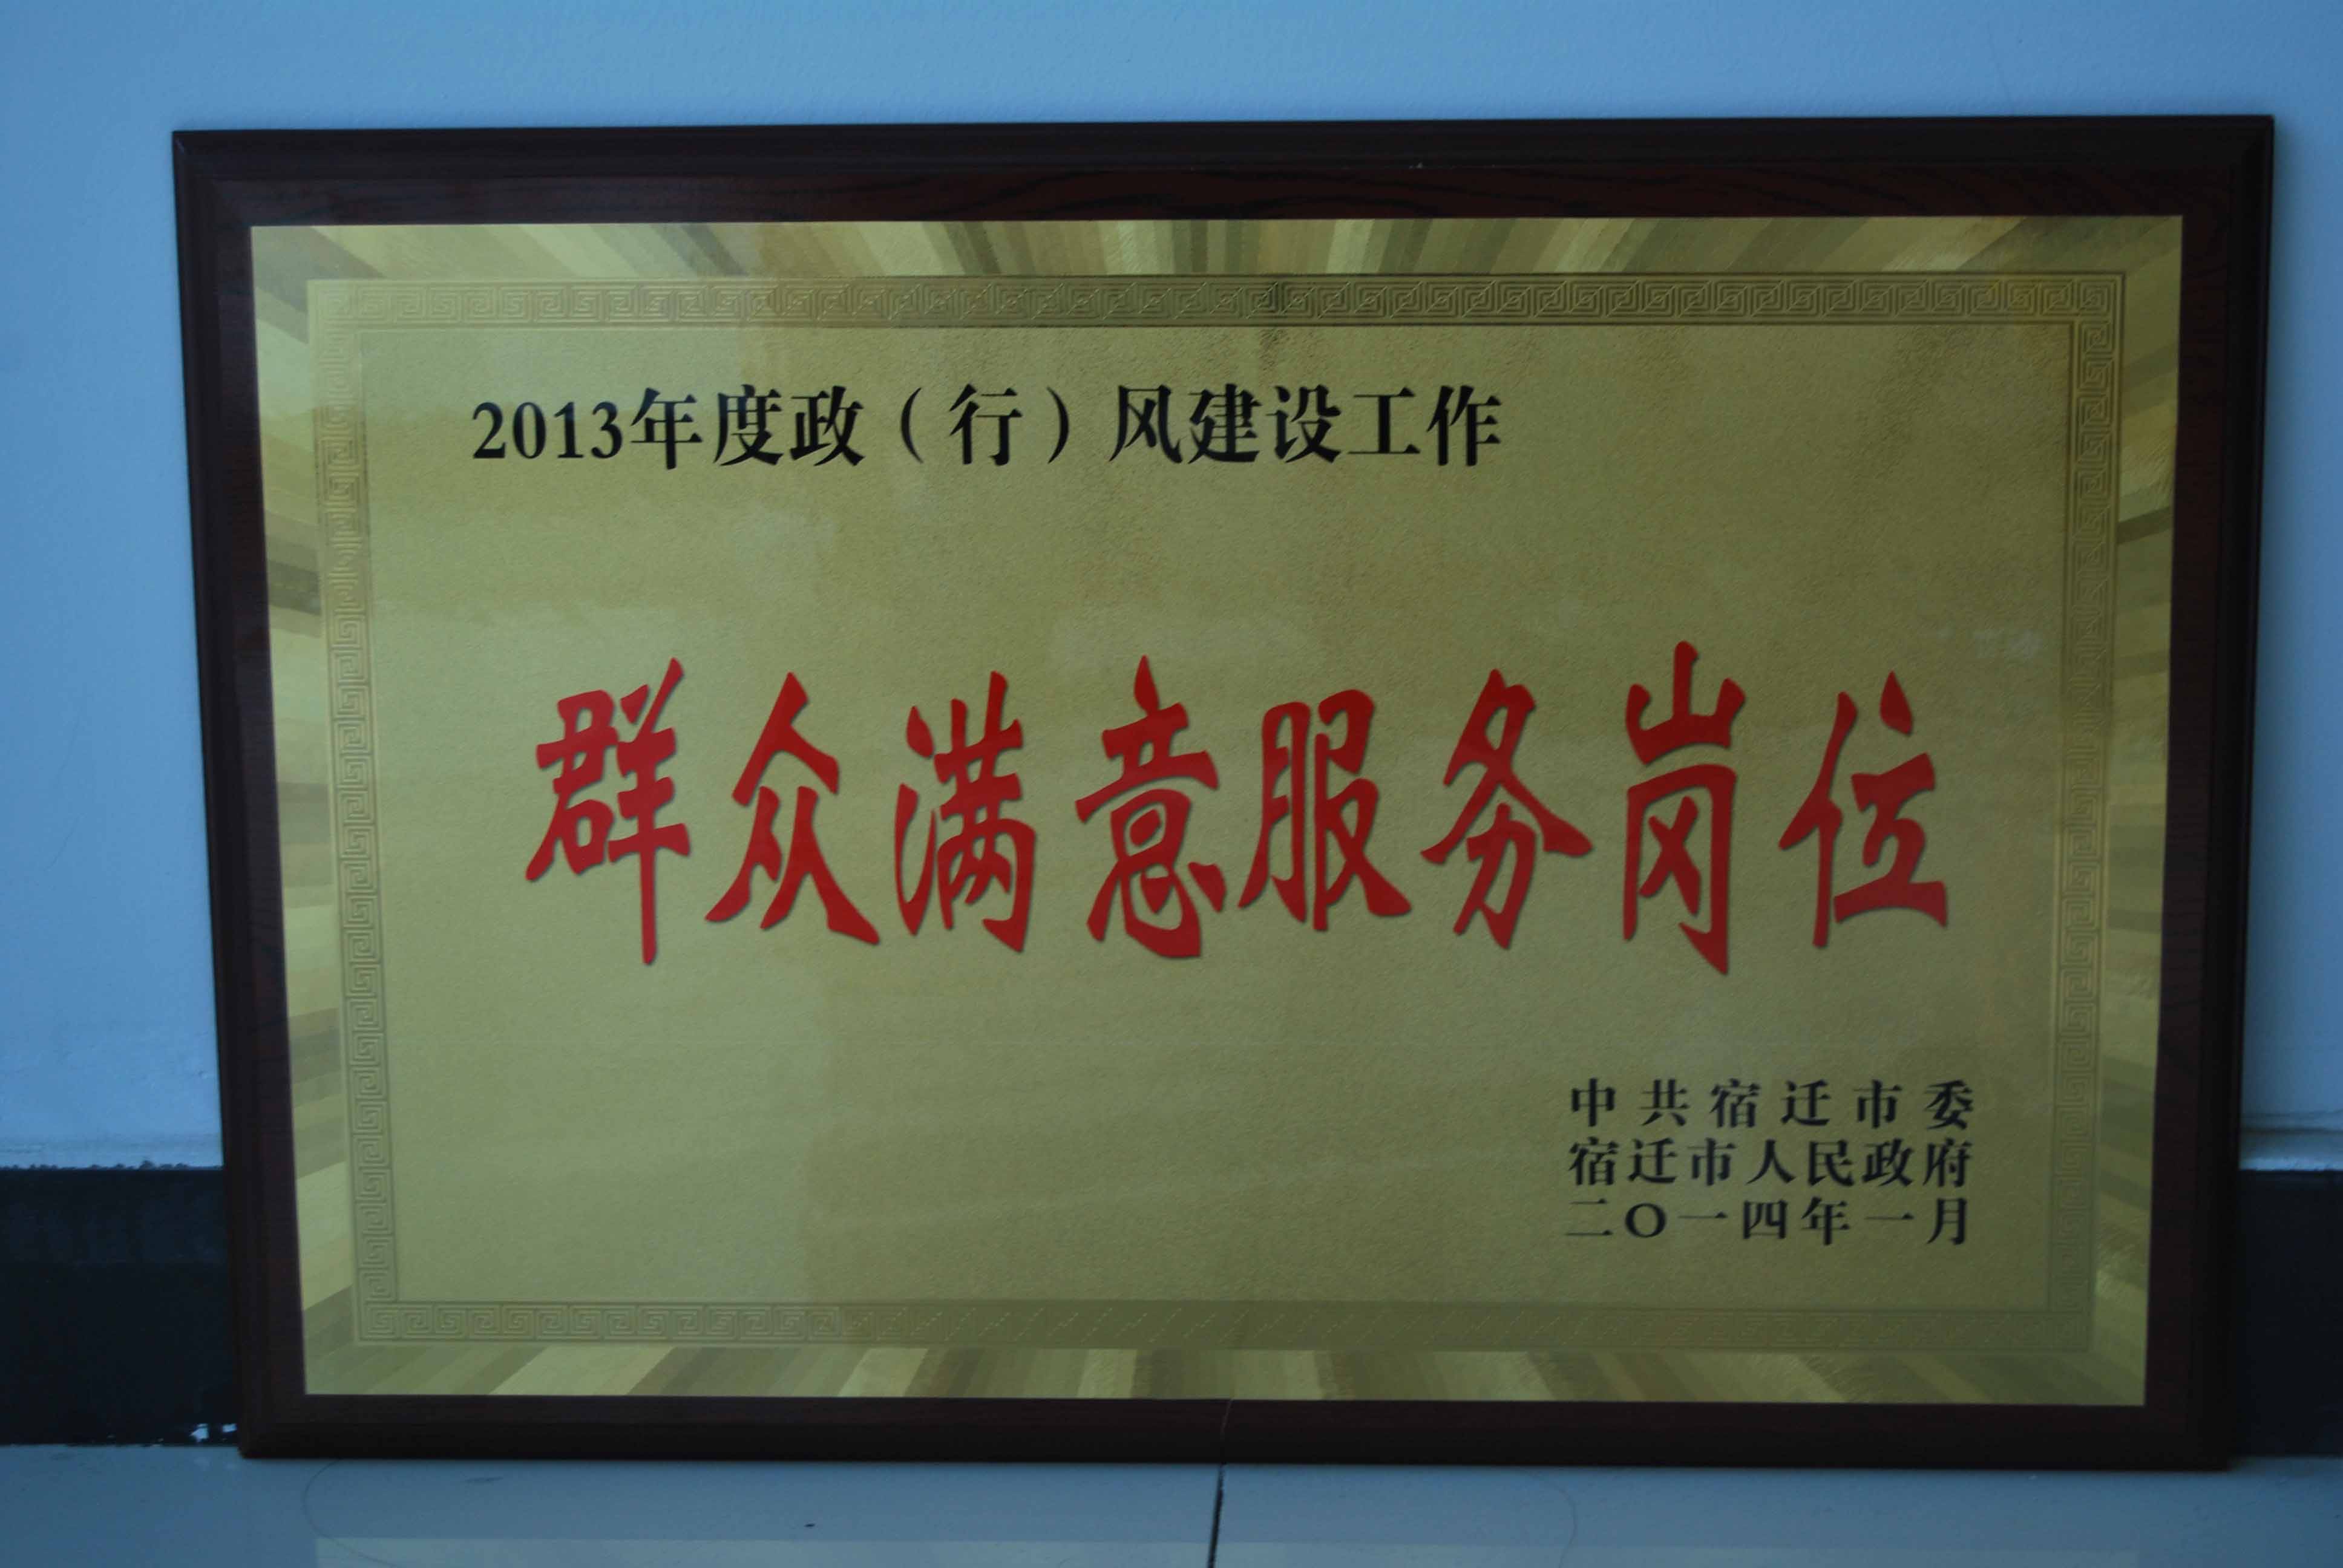 2013年度政（行）风建设工作
群众满意服务岗位
中共宿迁市委
宿迁市人民政府
二〇一四年一月